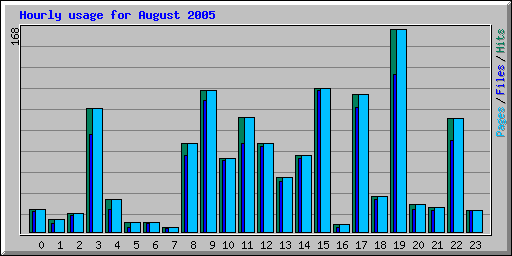 Hourly usage for August 2005
168
Pages/Files/Hits
0 1 2 3 4 5 6 7 8 9 10 11 12 13 14 15 16 17 18 19 20 21 22 23